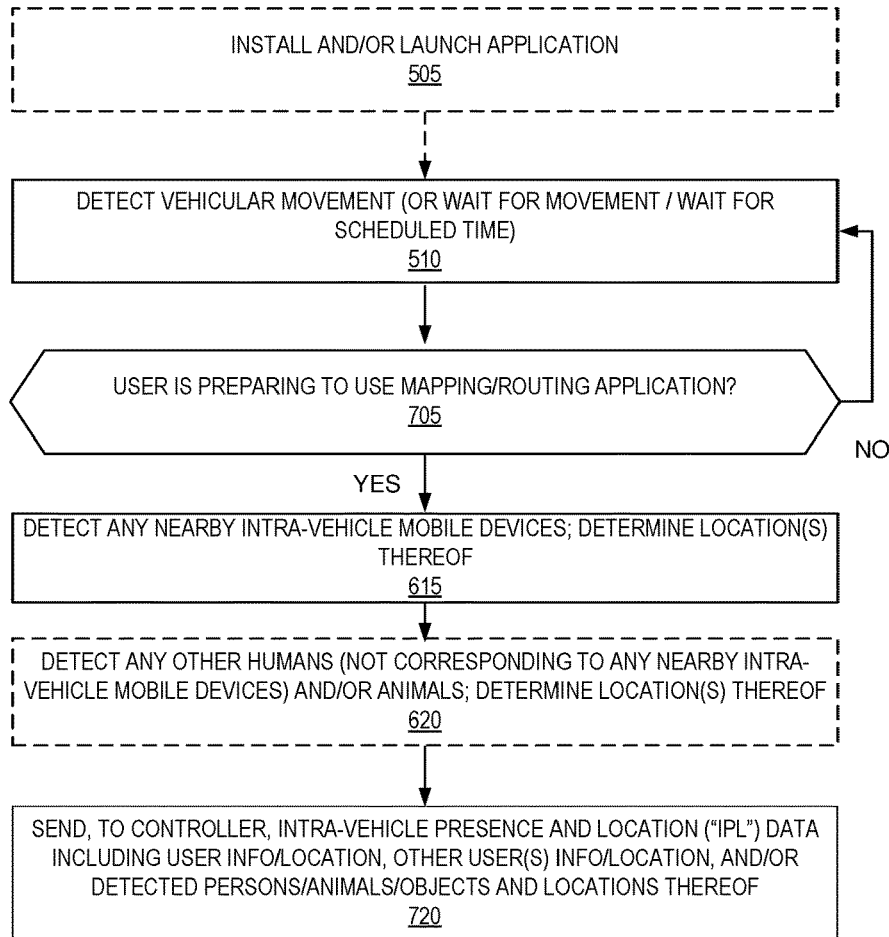 INSTALL AND/OR LAUNCH APPLICATION
505
DETECT VEHICULAR MOVEMENT (OR WAIT FOR MOVEMENT / WAIT FOR
SCHEDULED TIME)
510
USER IS PREPARING TO USE MAPPING/ROUTING APPLICATION?
705
NO
YES
DETECT ANY NEARBY INTRA-VEHICLE MOBILE DEVICES; DETERMINE LOCATION(S)
THEREOF
615
DETECT ANY OTHER HUMANS (NOT CORRESPONDING TO ANY NEARBY INTRA-
VEHICLE MOBILE DEVICES) AND/OR ANIMALS; DETERMINE LOCATION(S) THEREOF
620
SEND, TO CONTROLLER, INTRA-VEHICLE PRESENCE AND LOCATION ("IPL") DATA
INCLUDING USER INFO/LOCATION, OTHER USER(S) INFO/LOCATION, AND/OR
DETECTED PERSONS/ANIMALS/OBJECTS AND LOCATIONS THEREOF
720